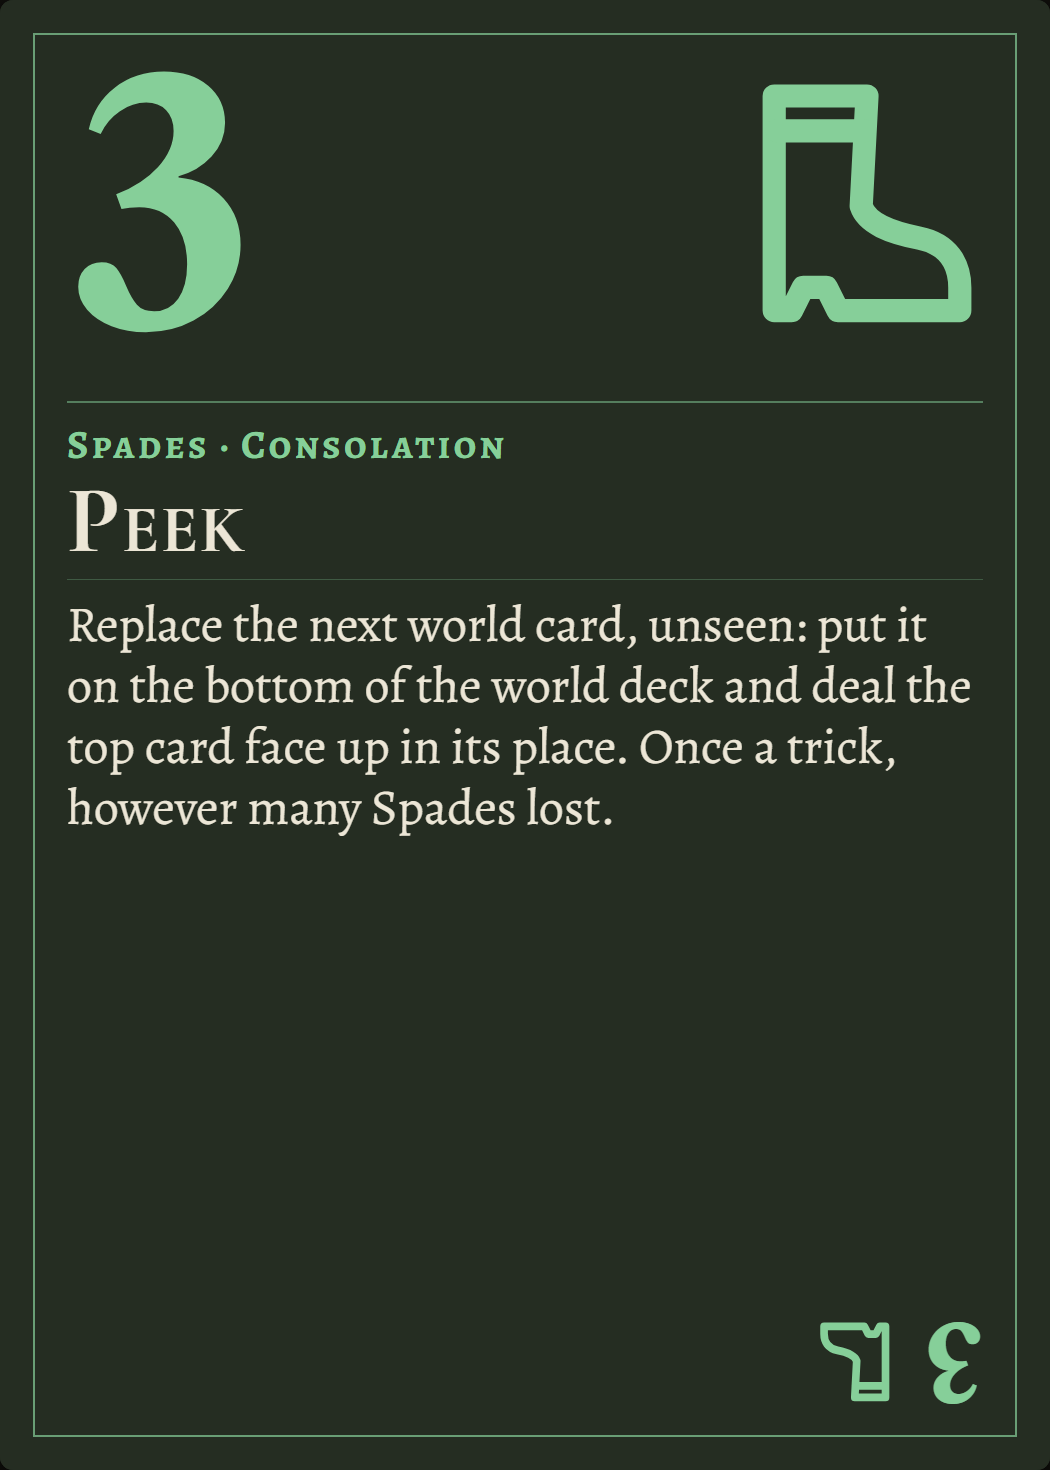 3
Spades · Consolation
Peek
Replace the next world card, unseen: put it
on the bottom of the world deck and deal the
top card face up in its place. Once a trick,
however many Spades lost.
3